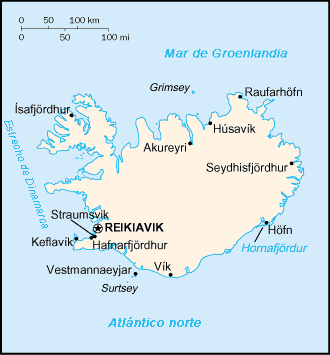 0 50 100 km
0 50 100 mi
Mar de Groenlandia
Grimsey
Raufarhöfn
Ísafjördhur
Húsavík
Akureyri
Estrecho de Dinamarca
Seydhisfjördhur
Straumsvik
REIKIAVIK
Höfn
Keflavík
Hafnarfjördhur
Hornafjördur
Vestmannaeyjar
Vík
Surtsey
Atlántico norte